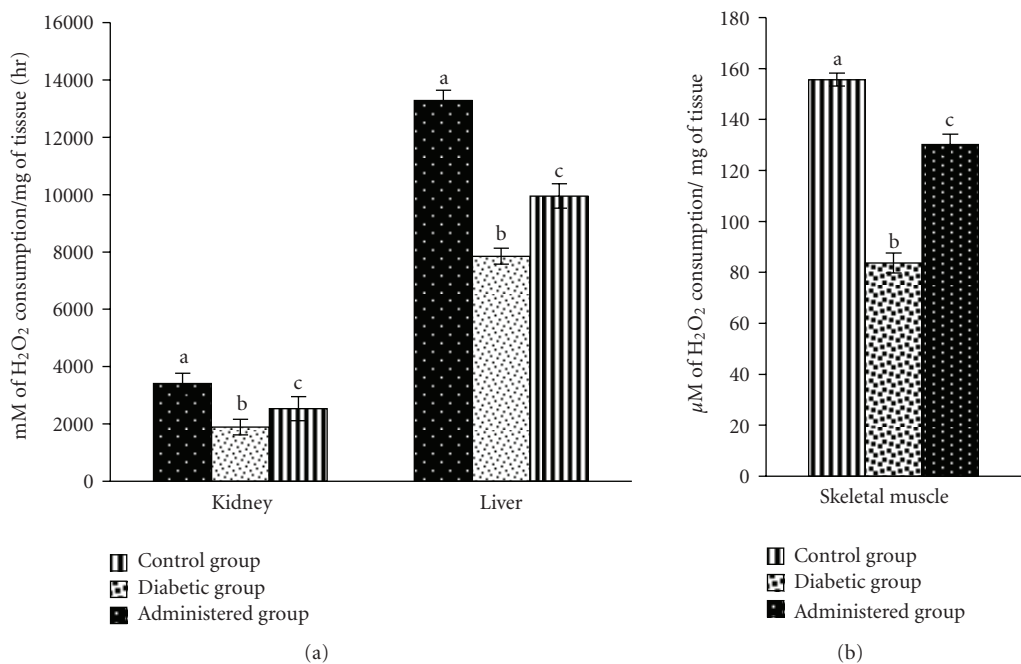 mM of H₂O₂ consumption/mg of tisssue (hr)
16000
14000
12000
10000
8000
6000
4000
2000
0
a
b
c
a
b
c
Kidney
Liver
Control group
Diabetic group
Administered group
(a)
µM of H₂O₂ consumption/ mg of tissue
180
160
140
120
100
80
60
40
20
0
a
b
c
Skeletal muscle
Control group
Diabetic group
Administered group
(b)